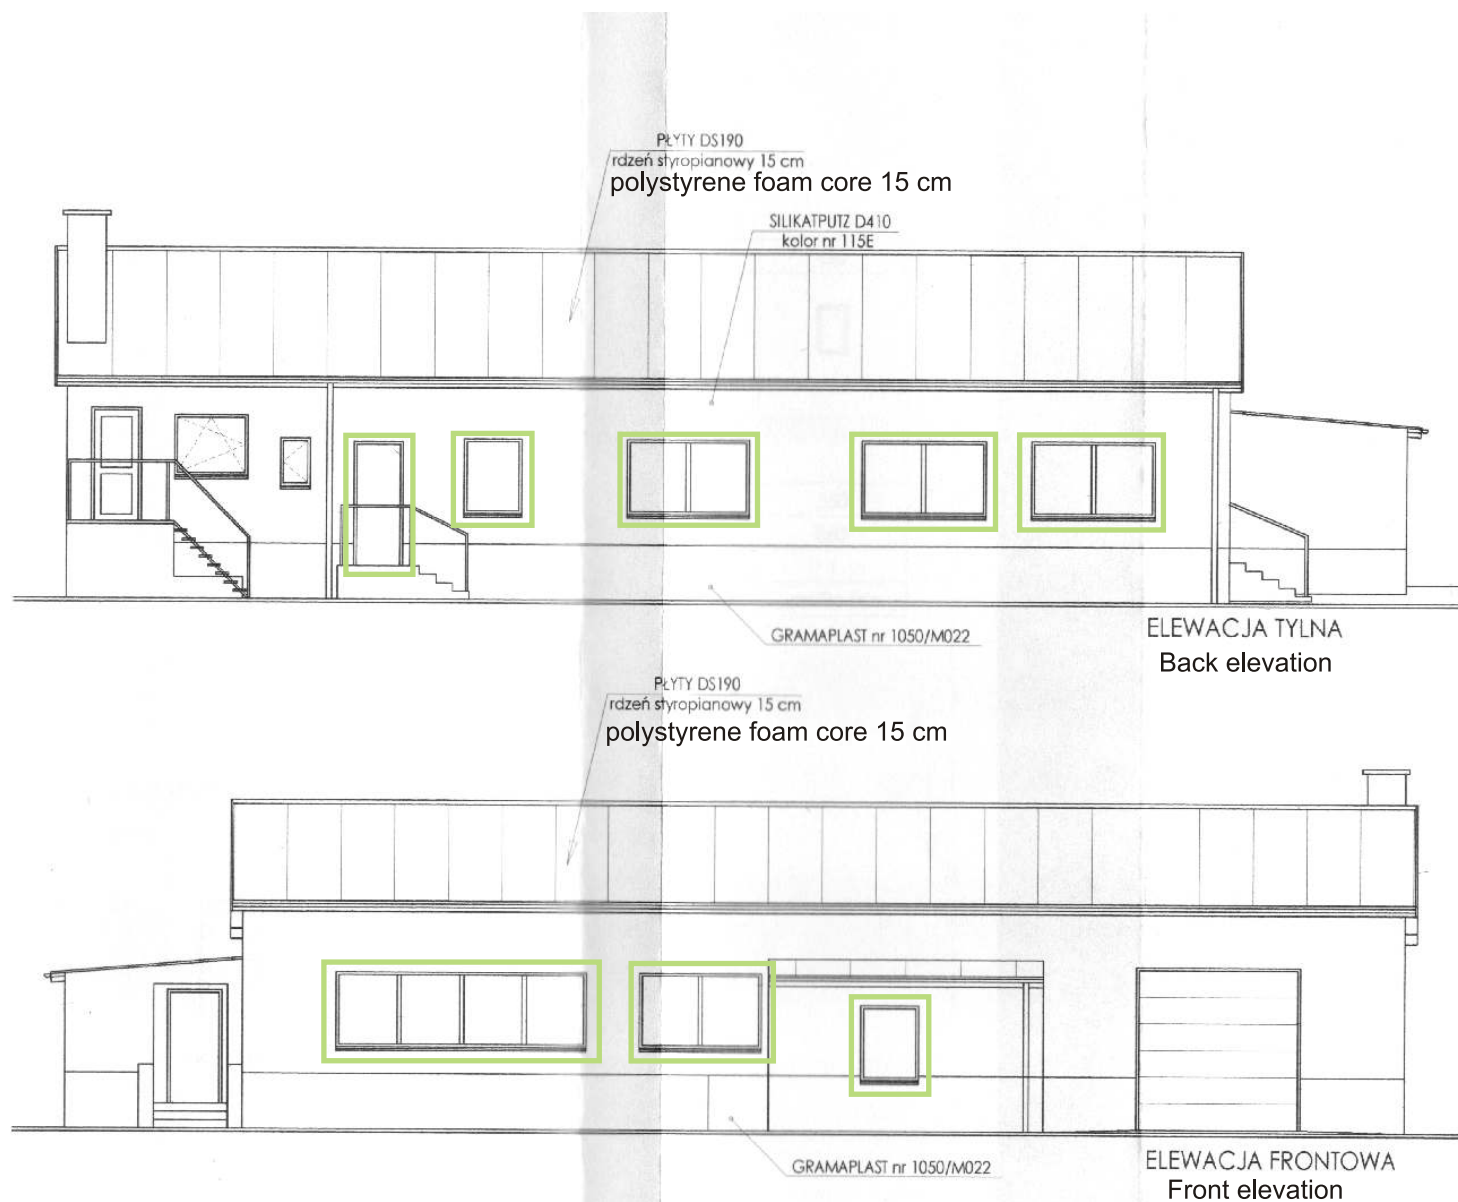 PŁYTY DS190
rdzeń styropianowy 15 cm
polystyrene foam core 15 cm
SILIKATPUTZ D410
kolor nr 115E
GRAMAPLAST nr 1050/M022
ELEWACJA TYLNA
Back elevation
PŁYTY DS190
rdzeń styropianowy 15 cm
polystyrene foam core 15 cm
GRAMAPLAST nr 1050/M022
ELEWACJA FRONTOWA
Front elevation